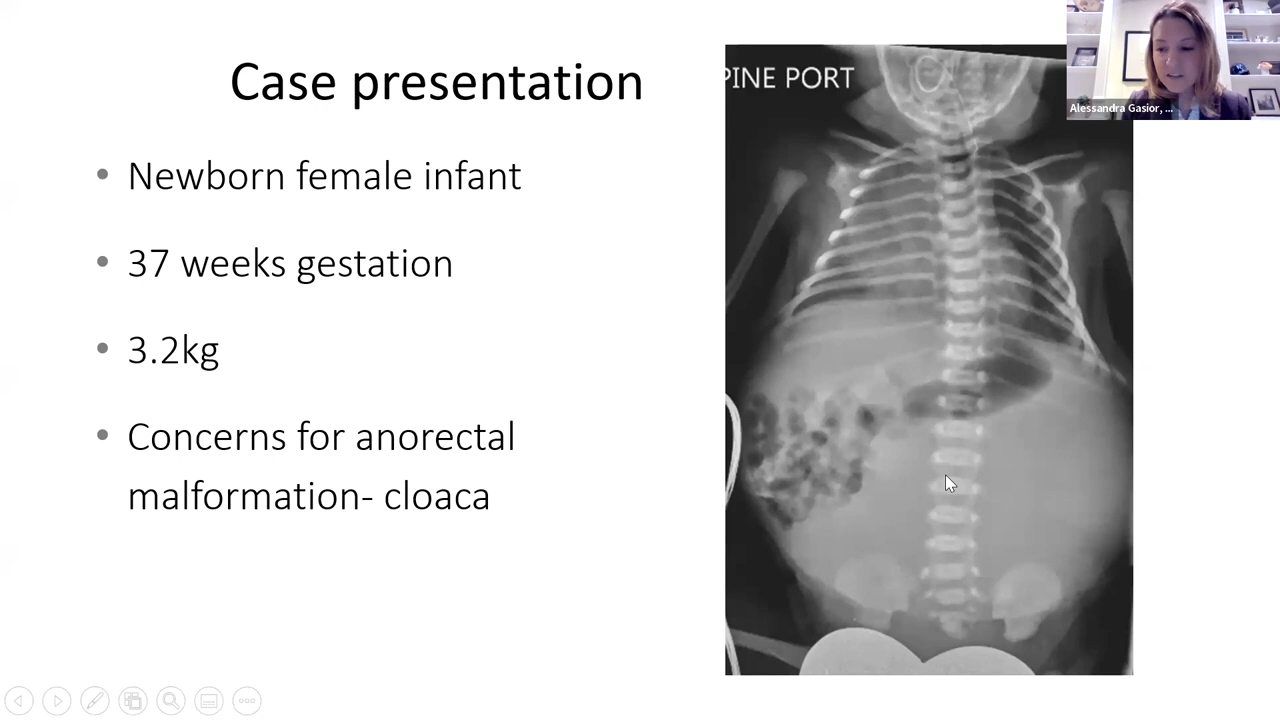 Case presentation
PINE PORT
Alessandra Gasior, ...
• Newborn female infant
• 37 weeks gestation
• 3.2kg
• Concerns for anorectal
malformation- cloaca